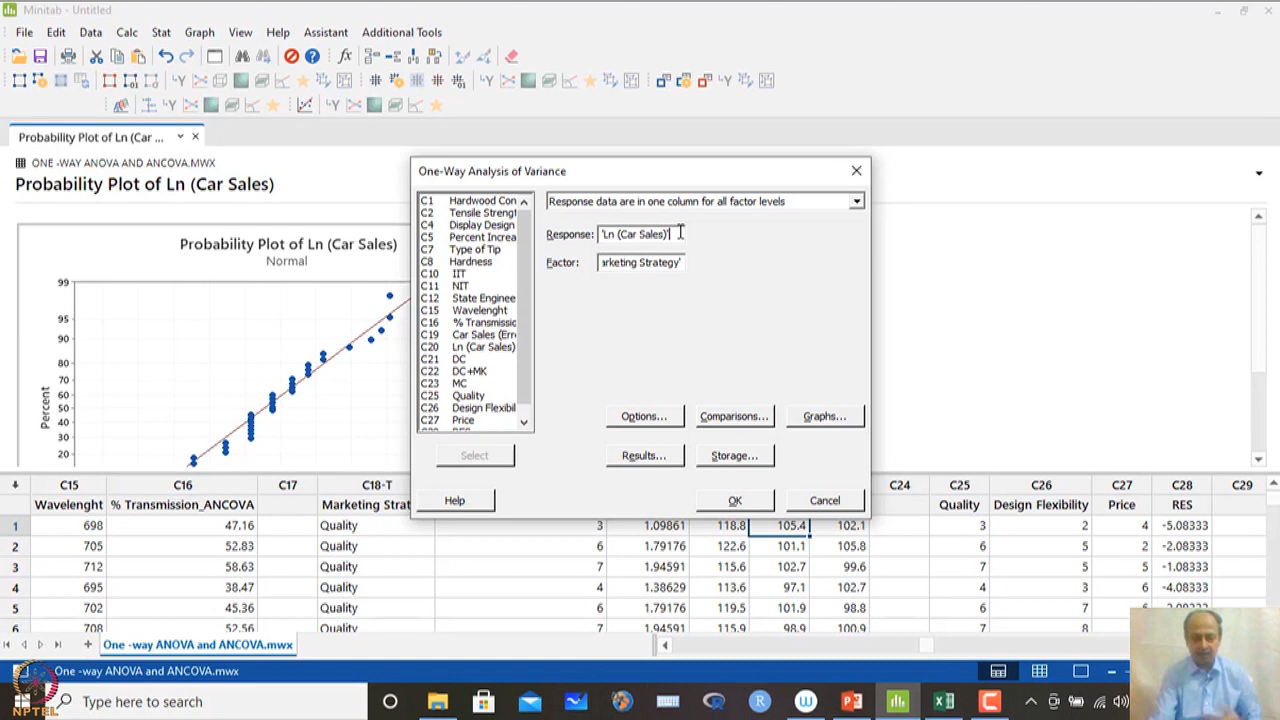 Minitab - Untitled
File Edit Data Calc Stat Graph View Help Assistant Additional Tools
Probability Plot of Ln (Car ...
ONE -WAY ANOVA AND ANCOVA.MWX
Probability Plot of Ln (Car Sales)
Probability Plot of Ln (Car Sales)
Normal
99
95
90
80
70
60
50
40
30
20
Percent
One-Way Analysis of Variance
C1 Hardwood Con
C2 Tensile Strengt
C4 Display Design
C5 Percent Increa
C7 Type of Tip
C8 Hardness
C10 IIT
C11 NIT
C12 State Enginee
C15 Wavelenght
C16 % Transmissic
C19 Car Sales (Erro
C20 Ln (Car Sales)
C21 DC
C22 DC+MK
C23 MC
C25 Quality
C26 Design Flexibil
C27 Price
Response data are in one column for all factor levels
Response: 'Ln (Car Sales)'
Factor: arketing Strategy'
Options... Comparisons... Graphs...
Select Results... Storage...
Help OK Cancel
C15 C16 C17 C18-T C24 C25 C26 C27 C28 C29
Wavelenght % Transmission_ANCOVA Marketing Strat Quality Design Flexibility Price RES
1 698 47.16 Quality 3 1.09861 118.8 105.4 102.1 3 2 4 -5.08333
2 705 52.83 Quality 6 1.79176 122.6 101.1 105.8 6 5 2 -2.08333
3 712 58.63 Quality 7 1.94591 115.6 102.7 99.6 7 5 5 -1.08333
4 695 38.47 Quality 4 1.38629 113.6 97.1 102.7 4 3 6 -4.08333
5 702 45.36 Quality 6 1.79176 119.5 101.9 98.8 6 7
6 708 52.56 Quality 7 1.94591 115.9 98.9 100.9 7 8
One -way ANOVA and ANCOVA.mwx
One -way ANOVA and ANCOVA.mwx
Type here to search
NPTEL